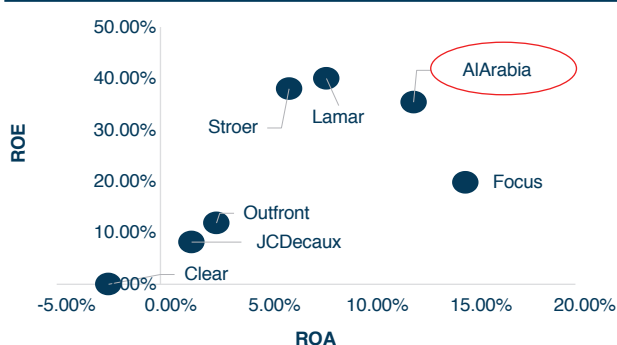 50.00%
40.00%
30.00%
20.00%
10.00%
00%
ROE
AlArabia
Stroer
Lamar
Focus
Outfront
JCDecaux
Clear
-5.00%
0.00%
5.00%
10.00%
15.00%
20.00%
ROA